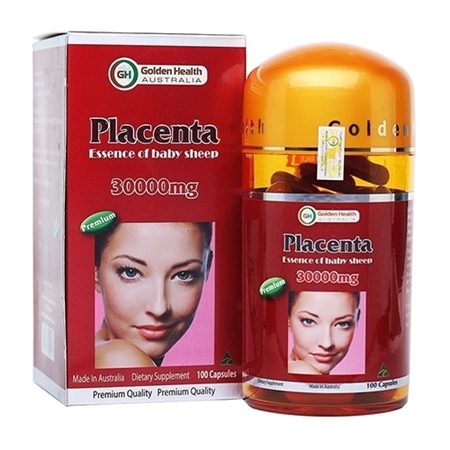 GH Golden Health
AUSTRALIA
Placenta
Essence of baby sheep
30000mg
Premium
Made In Australia Dietary Supplement 100 Capsules
Premium Quality Premium Quality
Golden
GH Golden Health
AUSTRALIA
Placenta
Essence of baby sheep
30000mg
Premium
Dietary Supplement Made In Australia 100 Capsules